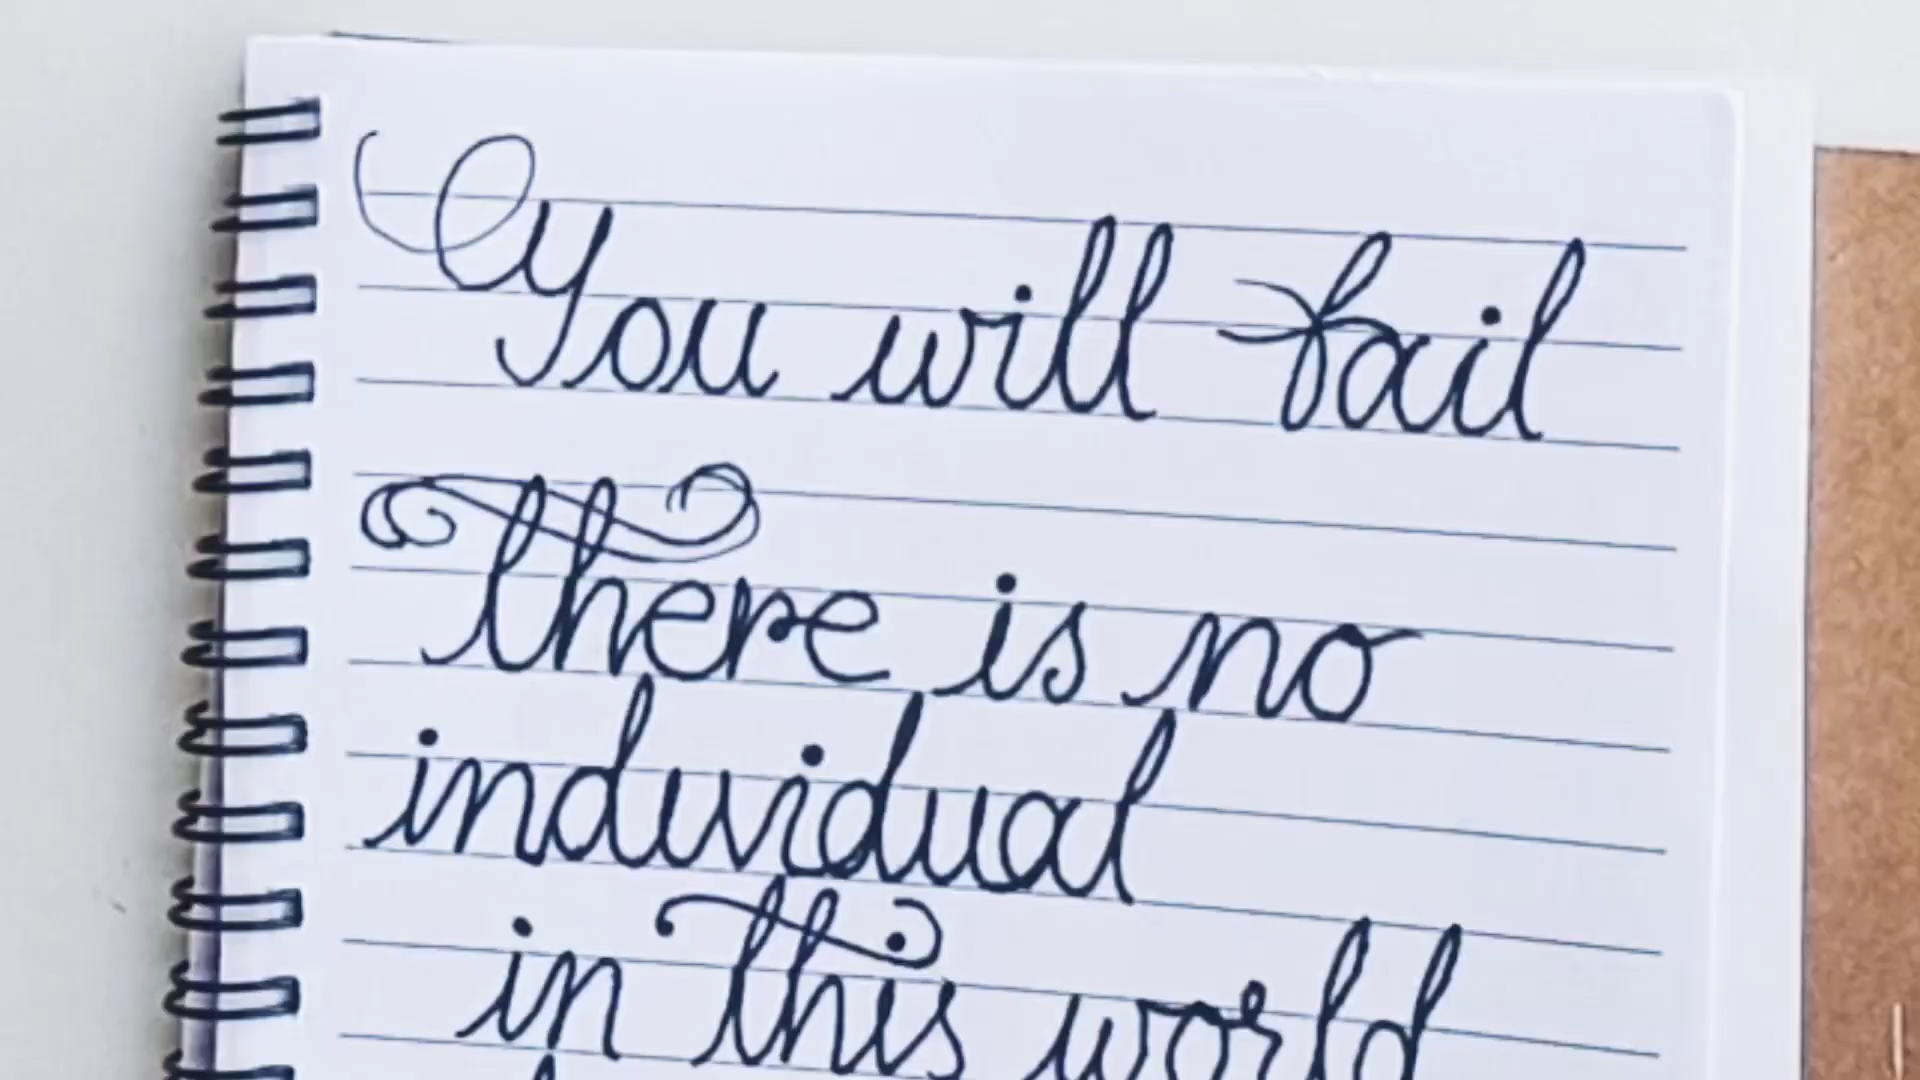 You will fail
There is no
individual
in this world